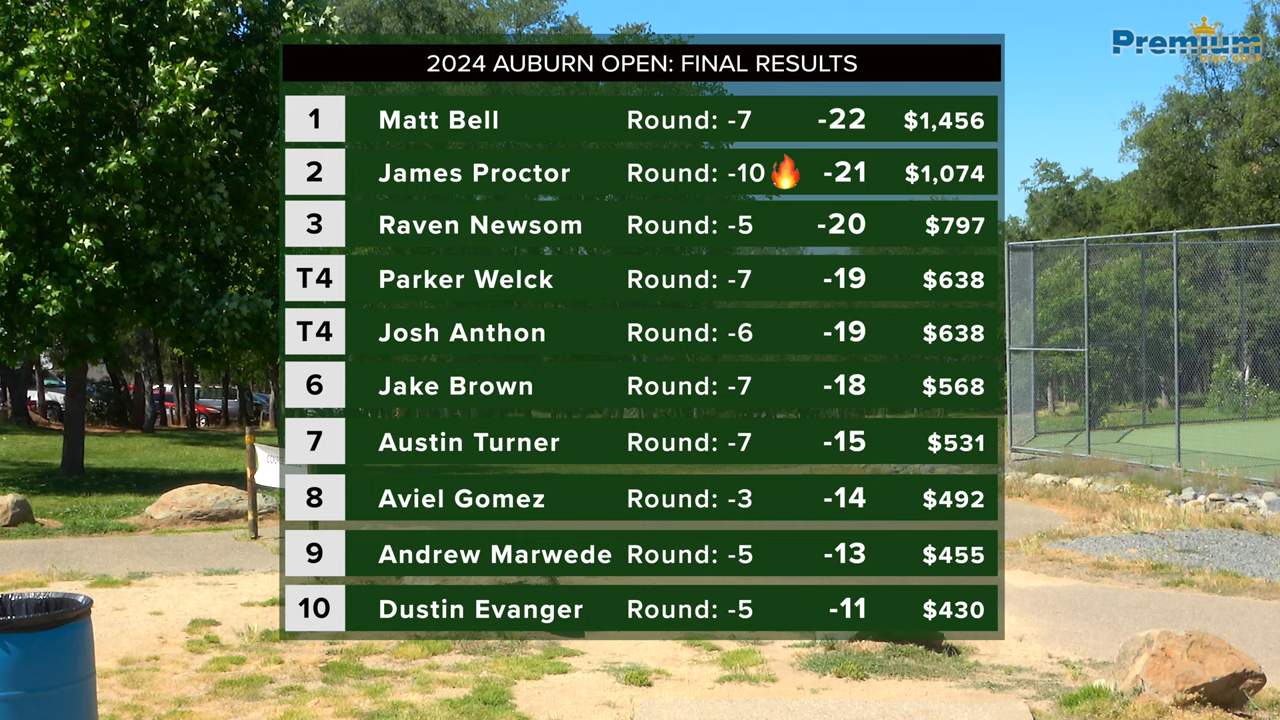 Premium
DISC GOLF
2024 AUBURN OPEN: FINAL RESULTS
1 Matt Bell Round: -7 -22 $1,456
2 James Proctor Round: -10🔥 -21 $1,074
3 Raven Newsom Round: -5 -20 $797
T4 Parker Welck Round: -7 -19 $638
T4 Josh Anthon Round: -6 -19 $638
6 Jake Brown Round: -7 -18 $568
7 Austin Turner Round: -7 -15 $531
8 Aviel Gomez Round: -3 -14 $492
9 Andrew Marwede Round: -5 -13 $455
10 Dustin Evanger Round: -5 -11 $430